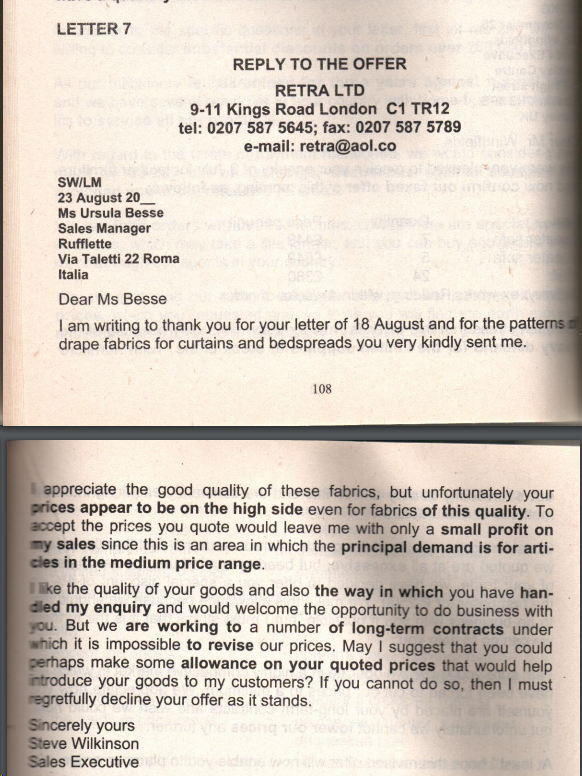 LETTER 7
REPLY TO THE OFFER
RETRA LTD
9-11 Kings Road London C1 TR12
tel: 0207 587 5645; fax: 0207 587 5789
e-mail: retra@aol.co
SW/LM
23 August 20__
Ms Ursula Besse
Sales Manager
Rufflette
Via Taletti 22 Roma
Italia
Dear Ms Besse
I am writing to thank you for your letter of 18 August and for the patterns of
drape fabrics for curtains and bedspreads you very kindly sent me.
108
I appreciate the good quality of these fabrics, but unfortunately your
prices appear to be on the high side even for fabrics of this quality. To
accept the prices you quote would leave me with only a small profit on
my sales since this is an area in which the principal demand is for arti-
cles in the medium price range.
I like the quality of your goods and also the way in which you have han-
dled my enquiry and would welcome the opportunity to do business with
you. But we are working to a number of long-term contracts under
which it is impossible to revise our prices. May I suggest that you could
perhaps make some allowance on your quoted prices that would help
introduce your goods to my customers? If you cannot do so, then I must
regretfully decline your offer as it stands.
Sincerely yours
Steve Wilkinson
Sales Executive